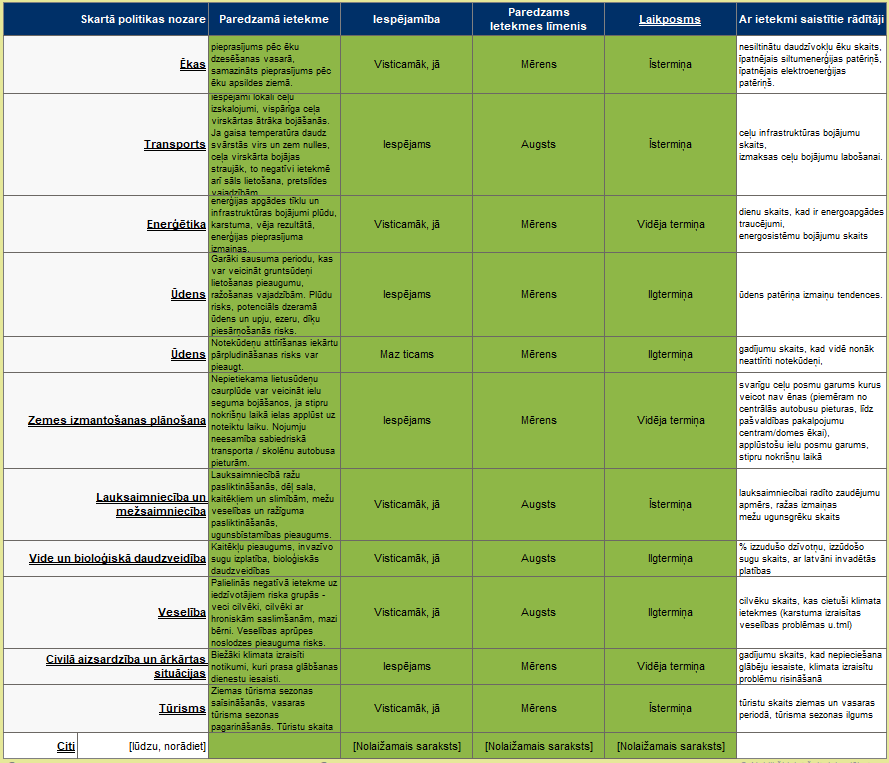 Skartā politikas nozare
Paredzamā ietekme
Iespējamība
Paredzams
Ietekmes līmenis
Laikposms
Ar ietekmi saistītie rādītāji
Ēkas
pieprasījums pēc ēku
dzesēšanas vasarā,
samazināts pieprasījums pēc
ēku apsildes ziemā.
Visticamāk, jā
Mērens
Īstermiņa
nesiltinātu daudzīvokļu ēku skaits,
īpatnējais siltumenerģijas patēriņš,
īpatnējais elektroenerģijas
patēriņš.
Transports
Iespējami lokāli ceļu
izskalojumi, vispārīga ceļa
virskārtas ātrāka bojāšanās.
Ja gaisa temperatūra daudz
svārstās virs un zem nulles,
ceļa virskārta bojājas
straujāk, to negatīvi ietekmē
arī sāls lietošana, pretslīdes
vajadzībām.
Iespējams
Augsts
Īstermiņa
ceļu infrastruktūras bojājumu
skaits,
izmaksas ceļu bojājumu labošanai.
Enerģētika
enerģijas apgādes tīklu un
infrastruktūras bojājumi plūdu,
karstuma, vēja rezultātā,
enerģijas pieprasījuma
izmaiņas.
Visticamāk, jā
Mērens
Vidēja termiņa
dienu skaits, kad ir energoapgādes
traucējumi,
energosistēmu bojājumu skaits
Ūdens
Garāki sausuma periodu, kas
var veicināt gruntsūdeņi
lietošanas pieaugumu,
ražošanas vajadzībām. Plūdu
risks, potenciāls dzeramā
ūdens un upju, ezeru, dīķu
piesārņošanās risks.
Iespējams
Mērens
Ilgtermiņa
ūdens patēriņa izmaiņu tendences.
Ūdens
Notekūdeņu attīrīšanas iekārtu
pārpludināšanas risks var
pieaugt.
Maz ticams
Mērens
Ilgtermiņa
gadījumu skaits, kad vidē nonāk
neattīrīti notekūdeņi,
Zemes izmantošanas plānošana
Nepietiekama lietusūdeņu
caurplūde var veicināt ielu
seguma bojāšanos, ja stipru
nokrišņu laikā ielas applūst uz
noteiktu laiku. Nojumju
neesamība sabiedriskā
transporta / skolēnu autobusa
pieturām.
Iespējams
Mērens
Vidēja termiņa
svarīgu ceļu posmu garums kurus
veicot nav ēnas (piemēram no
centrālās autobusu pieturas, līdz
pašvaldības pakalpojumu
centram/domes ēkai),
applūstošu ielu posmu garums,
stipru nokrišņu laikā
Lauksaimniecība un
mežsaimniecība
Lauksaimniecībā ražu
pasliktināšanās, dēļ sala,
kaitēkļiem un slimībām, mežu
veselības un ražīguma
pasliktināšanās,
ugunsbīstamības pieaugums.
Visticamāk, jā
Augsts
Īstermiņa
lauksaimniecībai radīto zaudējumu
apmērs, ražas izmaiņas
mežu ugunsgrēku skaits
Vide un bioloģiskā daudzveidība
Kaitēkļu pieaugums, invazīvo
sugu izplatība, bioloģiskās
daudzveidības
Visticamāk, jā
Augsts
Ilgtermiņa
% izzudušo dzīvotņu, izzūdošo
sugu skaits, ar latvāni invadētās
platības
Veselība
Palielinās negatīvā ietekme uz
iedzīvotājiem riska grupās -
veci cilvēki, cilvēki ar
hroniskām saslimšanām, mazi
bērni. Veselības aprūpes
noslodzes pieauguma risks.
Visticamāk, jā
Augsts
Ilgtermiņa
cilvēku skaits, kas cietuši klimata
ietekmes (karstuma izraisītas
veselības problēmas u.tml)
Civilā aizsardzība un ārkārtas
situācijas
Biežāki klimata izraisīti
notikumi, kuri prasa glābšanas
dienestu iesaisti.
Iespējams
Mērens
Vidēja termiņa
gadījumu skaits, kad nepieciešana
glābēju iesaiste, klimata izraisītu
problēmu risināšanā
Tūrisms
Ziemas tūrisma sezonas
saīsināšanās, vasaras
tūrisma sezonas
pagarināšanās. Tūristu skaita
Visticamāk, jā
Mērens
Īstermiņa
tūristu skaits ziemas un vasaras
periodā, tūrisma sezonas ilgums
Citi
[lūdzu, norādiet]
[Nolaižamais saraksts]
[Nolaižamais saraksts]
[Nolaižamais saraksts]